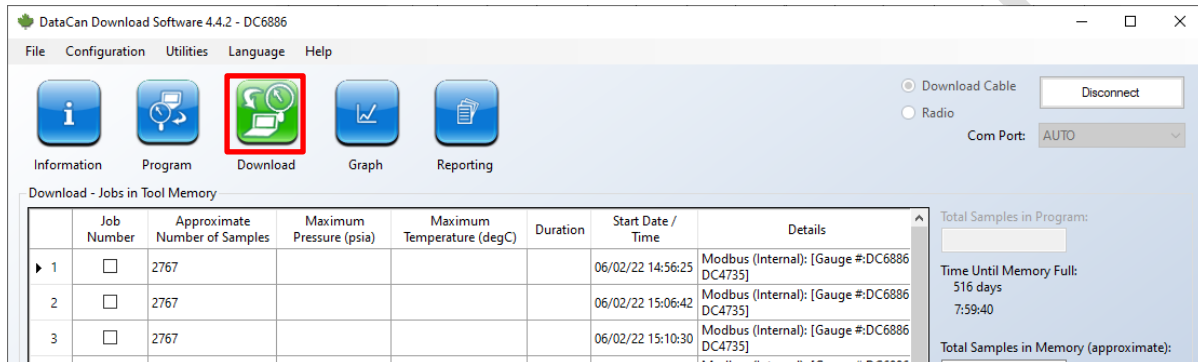 DataCan Download Software 4.4.2 - DC6886
File Configuration Utilities Language Help
Information Program Download Graph Reporting
Download Cable
Radio
Disconnect
Com Port: AUTO
Download - Jobs in Tool Memory
Job Number Approximate Number of Samples Maximum Pressure (psia) Maximum Temperature (degC) Duration Start Date / Time Details
1 2767 06/02/22 14:56:25 Modbus (Internal): [Gauge #:DC6886
DC4735]
2 2767 06/02/22 15:06:42 Modbus (Internal): [Gauge #:DC6886
DC4735]
3 2767 06/02/22 15:10:30 Modbus (Internal): [Gauge #:DC6886
DC4735]
Total Samples in Program:
Time Until Memory Full:
516 days
7:59:40
Total Samples in Memory (approximate):